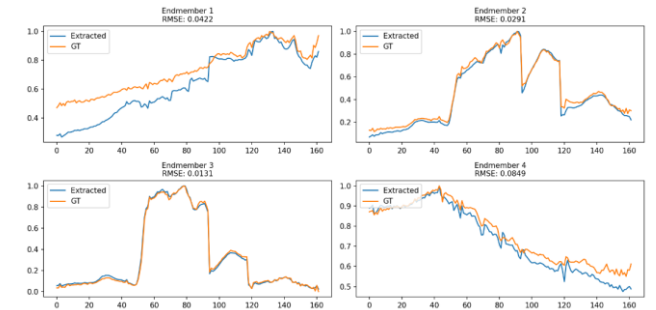 Endmember 1
RMSE: 0.0422
Extracted
GT
1.0
0.8
0.6
0.4
0 20 40 60 80 100 120 140 160
Endmember 2
RMSE: 0.0291
Extracted
GT
1.0
0.8
0.6
0.4
0.2
0 20 40 60 80 100 120 140 160
Endmember 3
RMSE: 0.0131
Extracted
GT
1.0
0.8
0.6
0.4
0.2
0.0
0 20 40 60 80 100 120 140 160
Endmember 4
RMSE: 0.0849
Extracted
GT
1.0
0.9
0.8
0.7
0.6
0.5
0 20 40 60 80 100 120 140 160